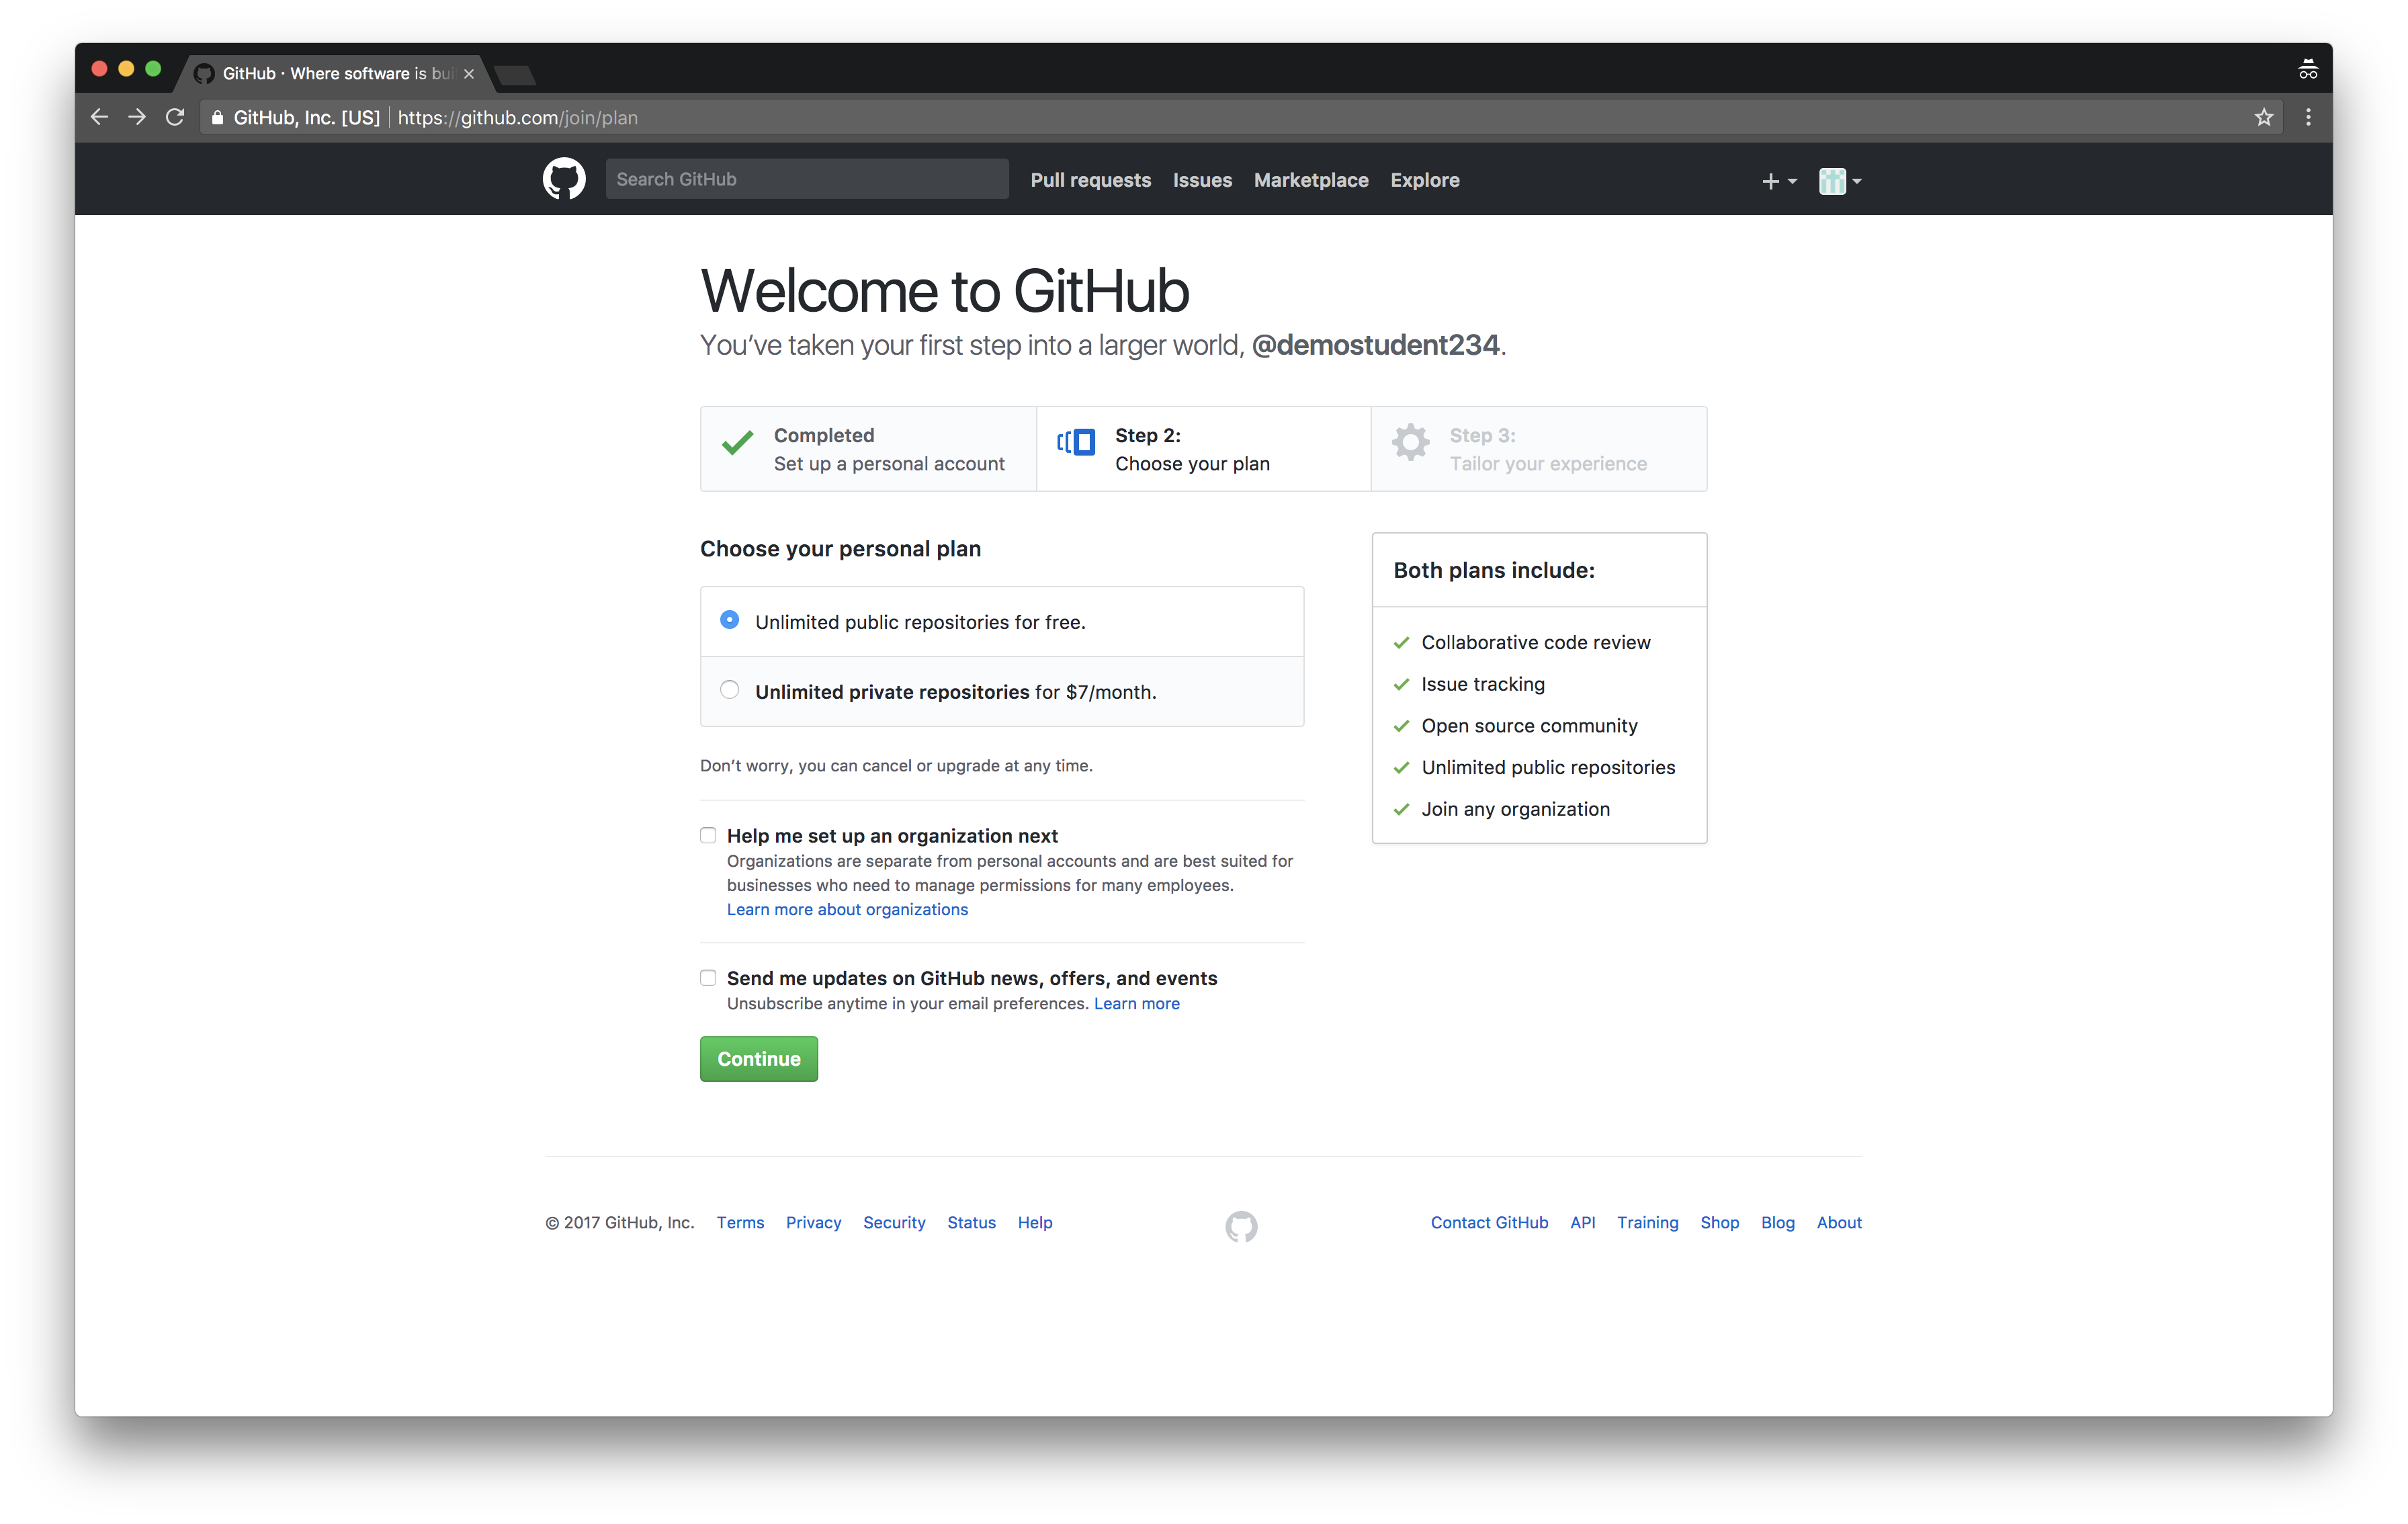 GitHub · Where software is bui
GitHub, Inc. [US] https://github.com/join/plan
Search GitHub Pull requests Issues Marketplace Explore
Welcome to GitHub
You’ve taken your first step into a larger world, @demostudent234.
Completed
Set up a personal account
Step 2:
Choose your plan
Step 3:
Tailor your experience
Choose your personal plan
Unlimited public repositories for free.
Unlimited private repositories for $7/month.
Don’t worry, you can cancel or upgrade at any time.
Help me set up an organization next
Organizations are separate from personal accounts and are best suited for
businesses who need to manage permissions for many employees.
Learn more about organizations
Send me updates on GitHub news, offers, and events
Unsubscribe anytime in your email preferences. Learn more
Continue
Both plans include:
Collaborative code review
Issue tracking
Open source community
Unlimited public repositories
Join any organization
© 2017 GitHub, Inc. Terms Privacy Security Status Help Contact GitHub API Training Shop Blog About